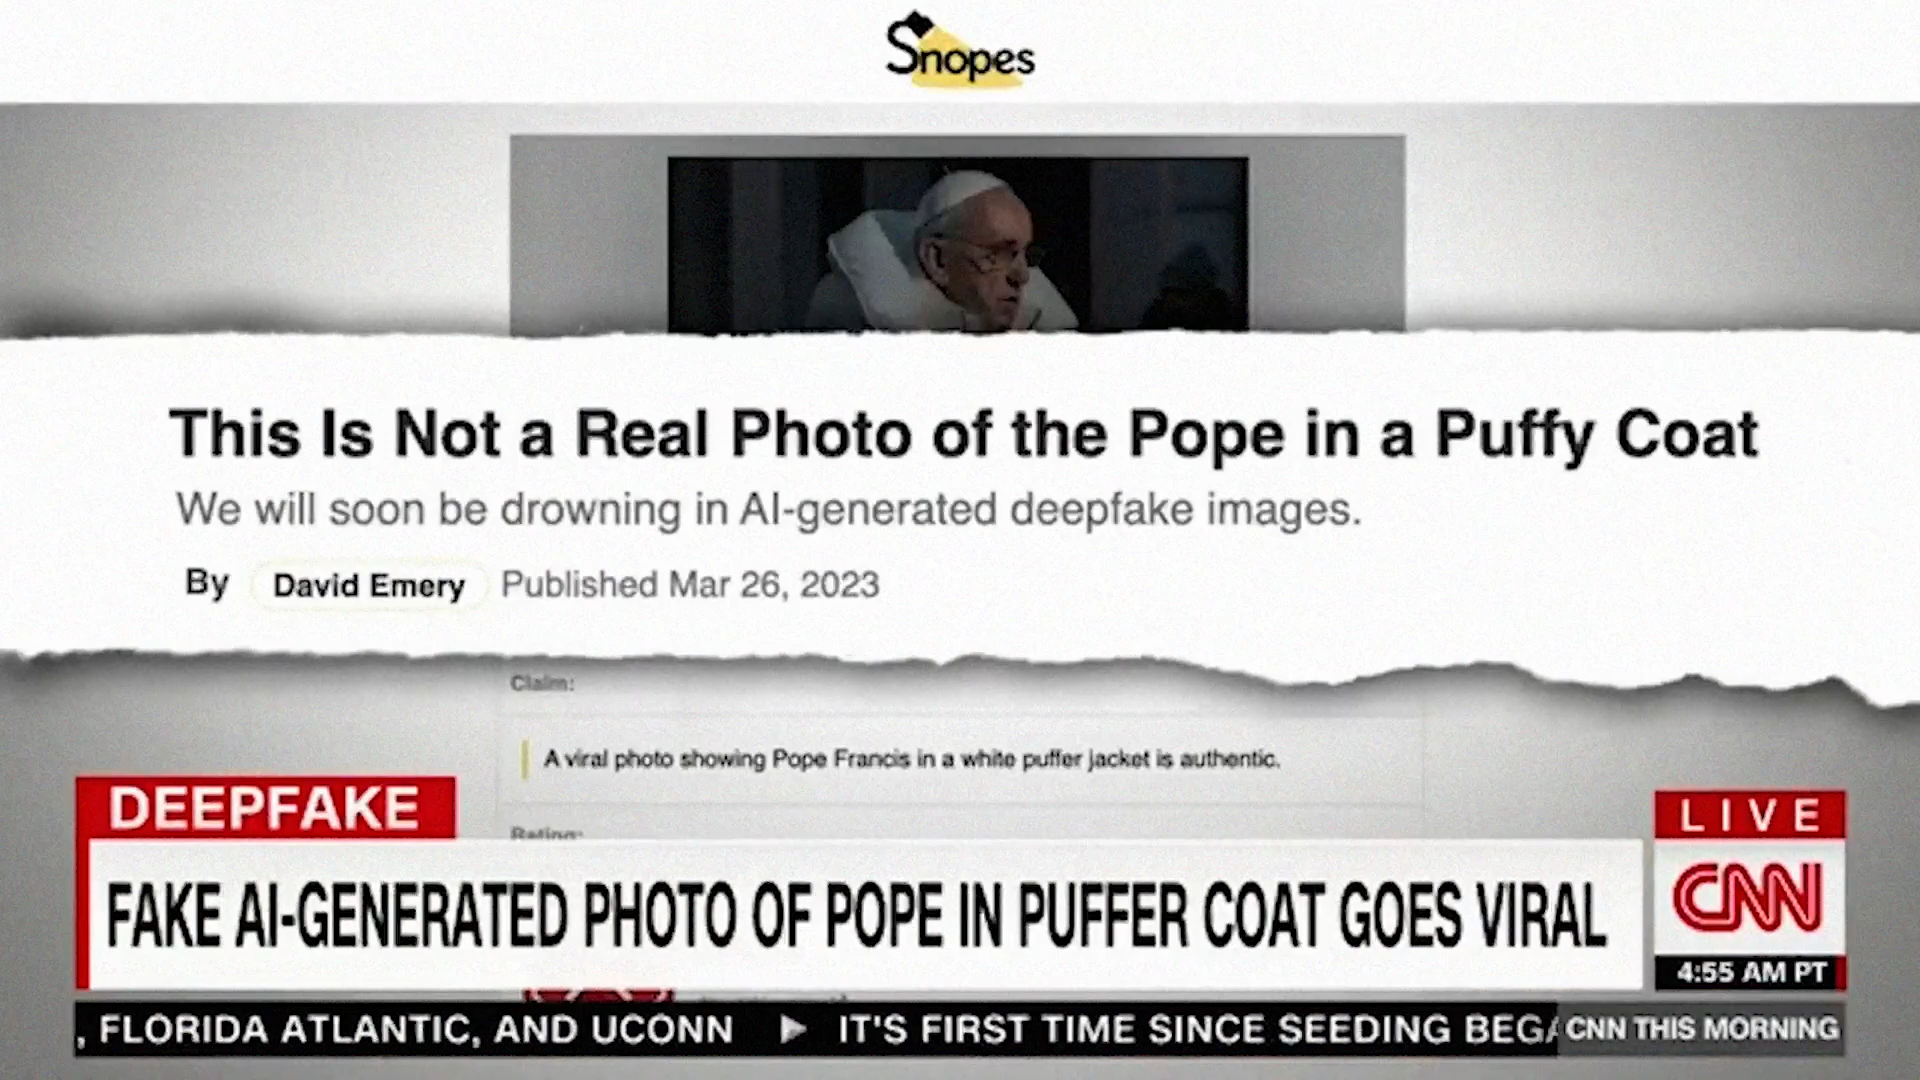 Snopes
This Is Not a Real Photo of the Pope in a Puffy Coat
We will soon be drowning in AI-generated deepfake images.
By David Emery Published Mar 26, 2023
Claim:
A viral photo showing Pope Francis in a white puffer jacket is authentic.
Rating:
DEEPFAKE
FAKE AI-GENERATED PHOTO OF POPE IN PUFFER COAT GOES VIRAL
LIVE
CNN
4:55 AM PT
, FLORIDA ATLANTIC, AND UCONN ▶ IT'S FIRST TIME SINCE SEEDING BEGA
CNN THIS MORNING